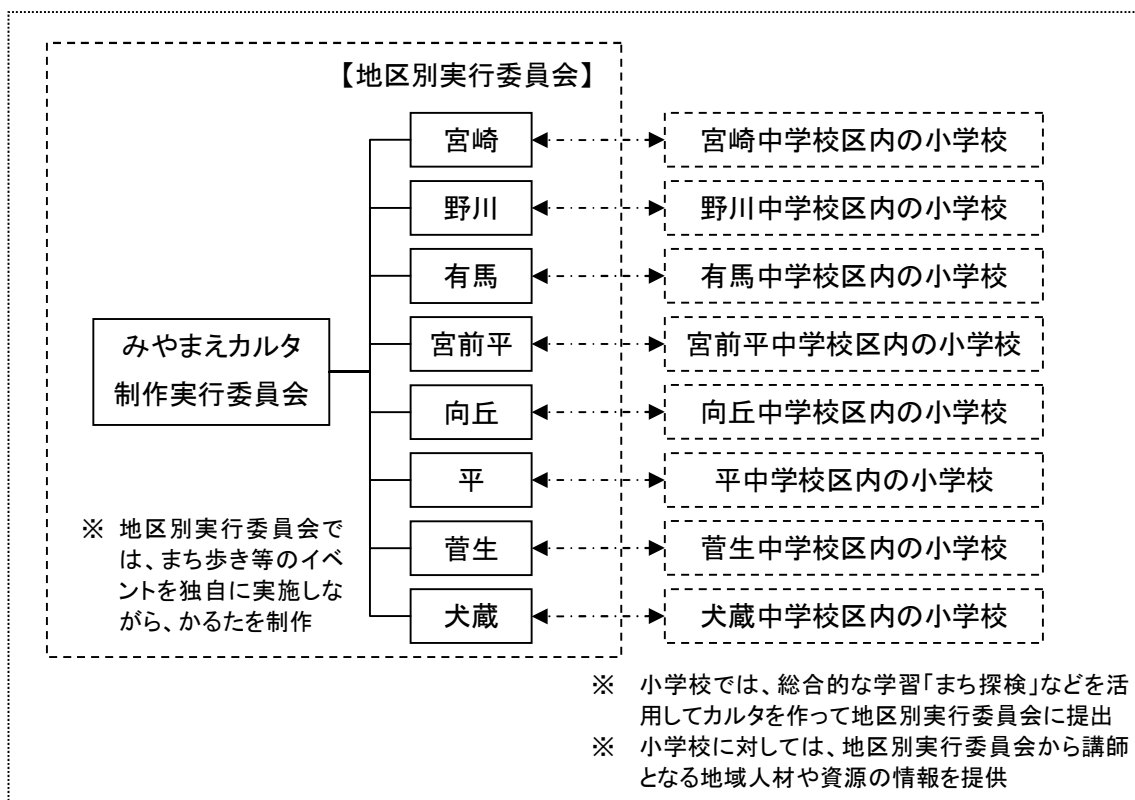 【地区別実行委員会】
宮崎
宮崎中学校区内の小学校
野川
野川中学校区内の小学校
有馬
有馬中学校区内の小学校
みやまえカルタ
制作実行委員会
宮前平
宮前平中学校区内の小学校
向丘
向丘中学校区内の小学校
平
平中学校区内の小学校
菅生
菅生中学校区内の小学校
犬蔵
犬蔵中学校区内の小学校
※ 地区別実行委員会で
は、まち歩き等のイベ
ントを独自に実施しな
がら、かるたを制作
※ 小学校では、総合的な学習「まち探検」などを活
用してカルタを作って地区別実行委員会に提出
※ 小学校に対しては、地区別実行委員会から講師
となる地域人材や資源の情報を提供